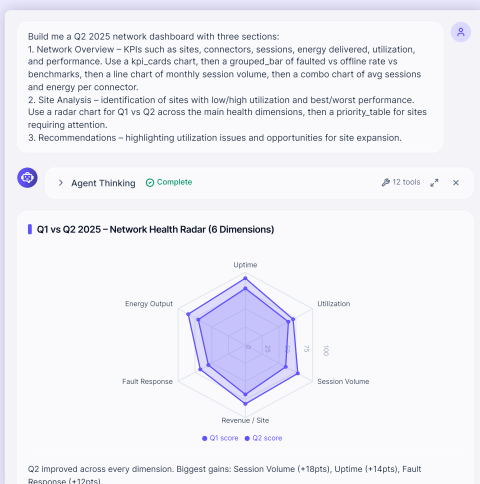 Build me a Q2 2025 network dashboard with three sections:
1. Network Overview – KPIs such as sites, connectors, sessions, energy delivered, utilization,
and performance. Use a kpi_cards chart, then a grouped_bar of faulted vs offline rate vs
benchmarks, then a line chart of monthly session volume, then a combo chart of avg sessions
and energy per connector.
2. Site Analysis – identification of sites with low/high utilization and best/worst performance.
Use a radar chart for Q1 vs Q2 across the main health dimensions, then a priority_table for sites
requiring attention.
3. Recommendations – highlighting utilization issues and opportunities for site expansion.
Agent Thinking
Complete
12 tools
Q1 vs Q2 2025 – Network Health Radar (6 Dimensions)
Uptime
Energy Output
Utilization
0
25
75
100
Fault Response
Session Volume
Revenue / Site
Q1 score
Q2 score
Q2 improved across every dimension. Biggest gains: Session Volume (+18pts), Uptime (+14pts), Fault
Response (+12pts).